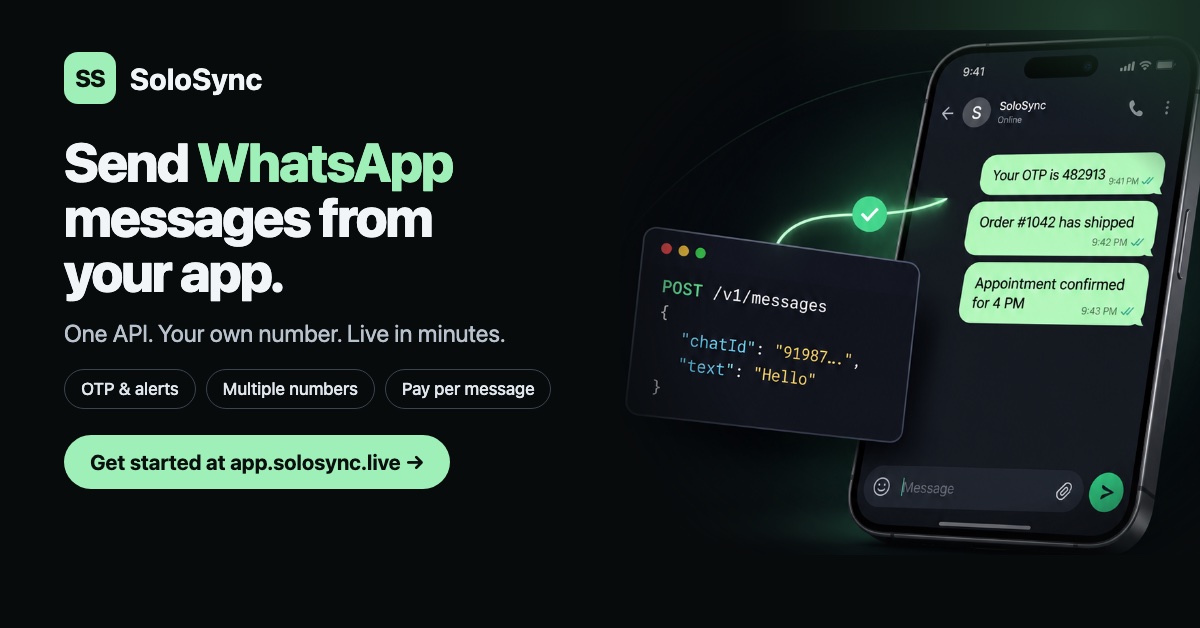 SS SoloSync
Send WhatsApp
messages from
your app.
One API. Your own number. Live in minutes.
OTP & alerts
Multiple numbers
Pay per message
Get started at app.solosync.live →
POST /v1/messages
{
"chatId": "91987...",
"text": "Hello"
}
9:41
S
SoloSync
Online
Your OTP is 482913 9:41 PM
Order #1042 has shipped
9:42 PM
Appointment confirmed
for 4 PM
9:43 PM
Message